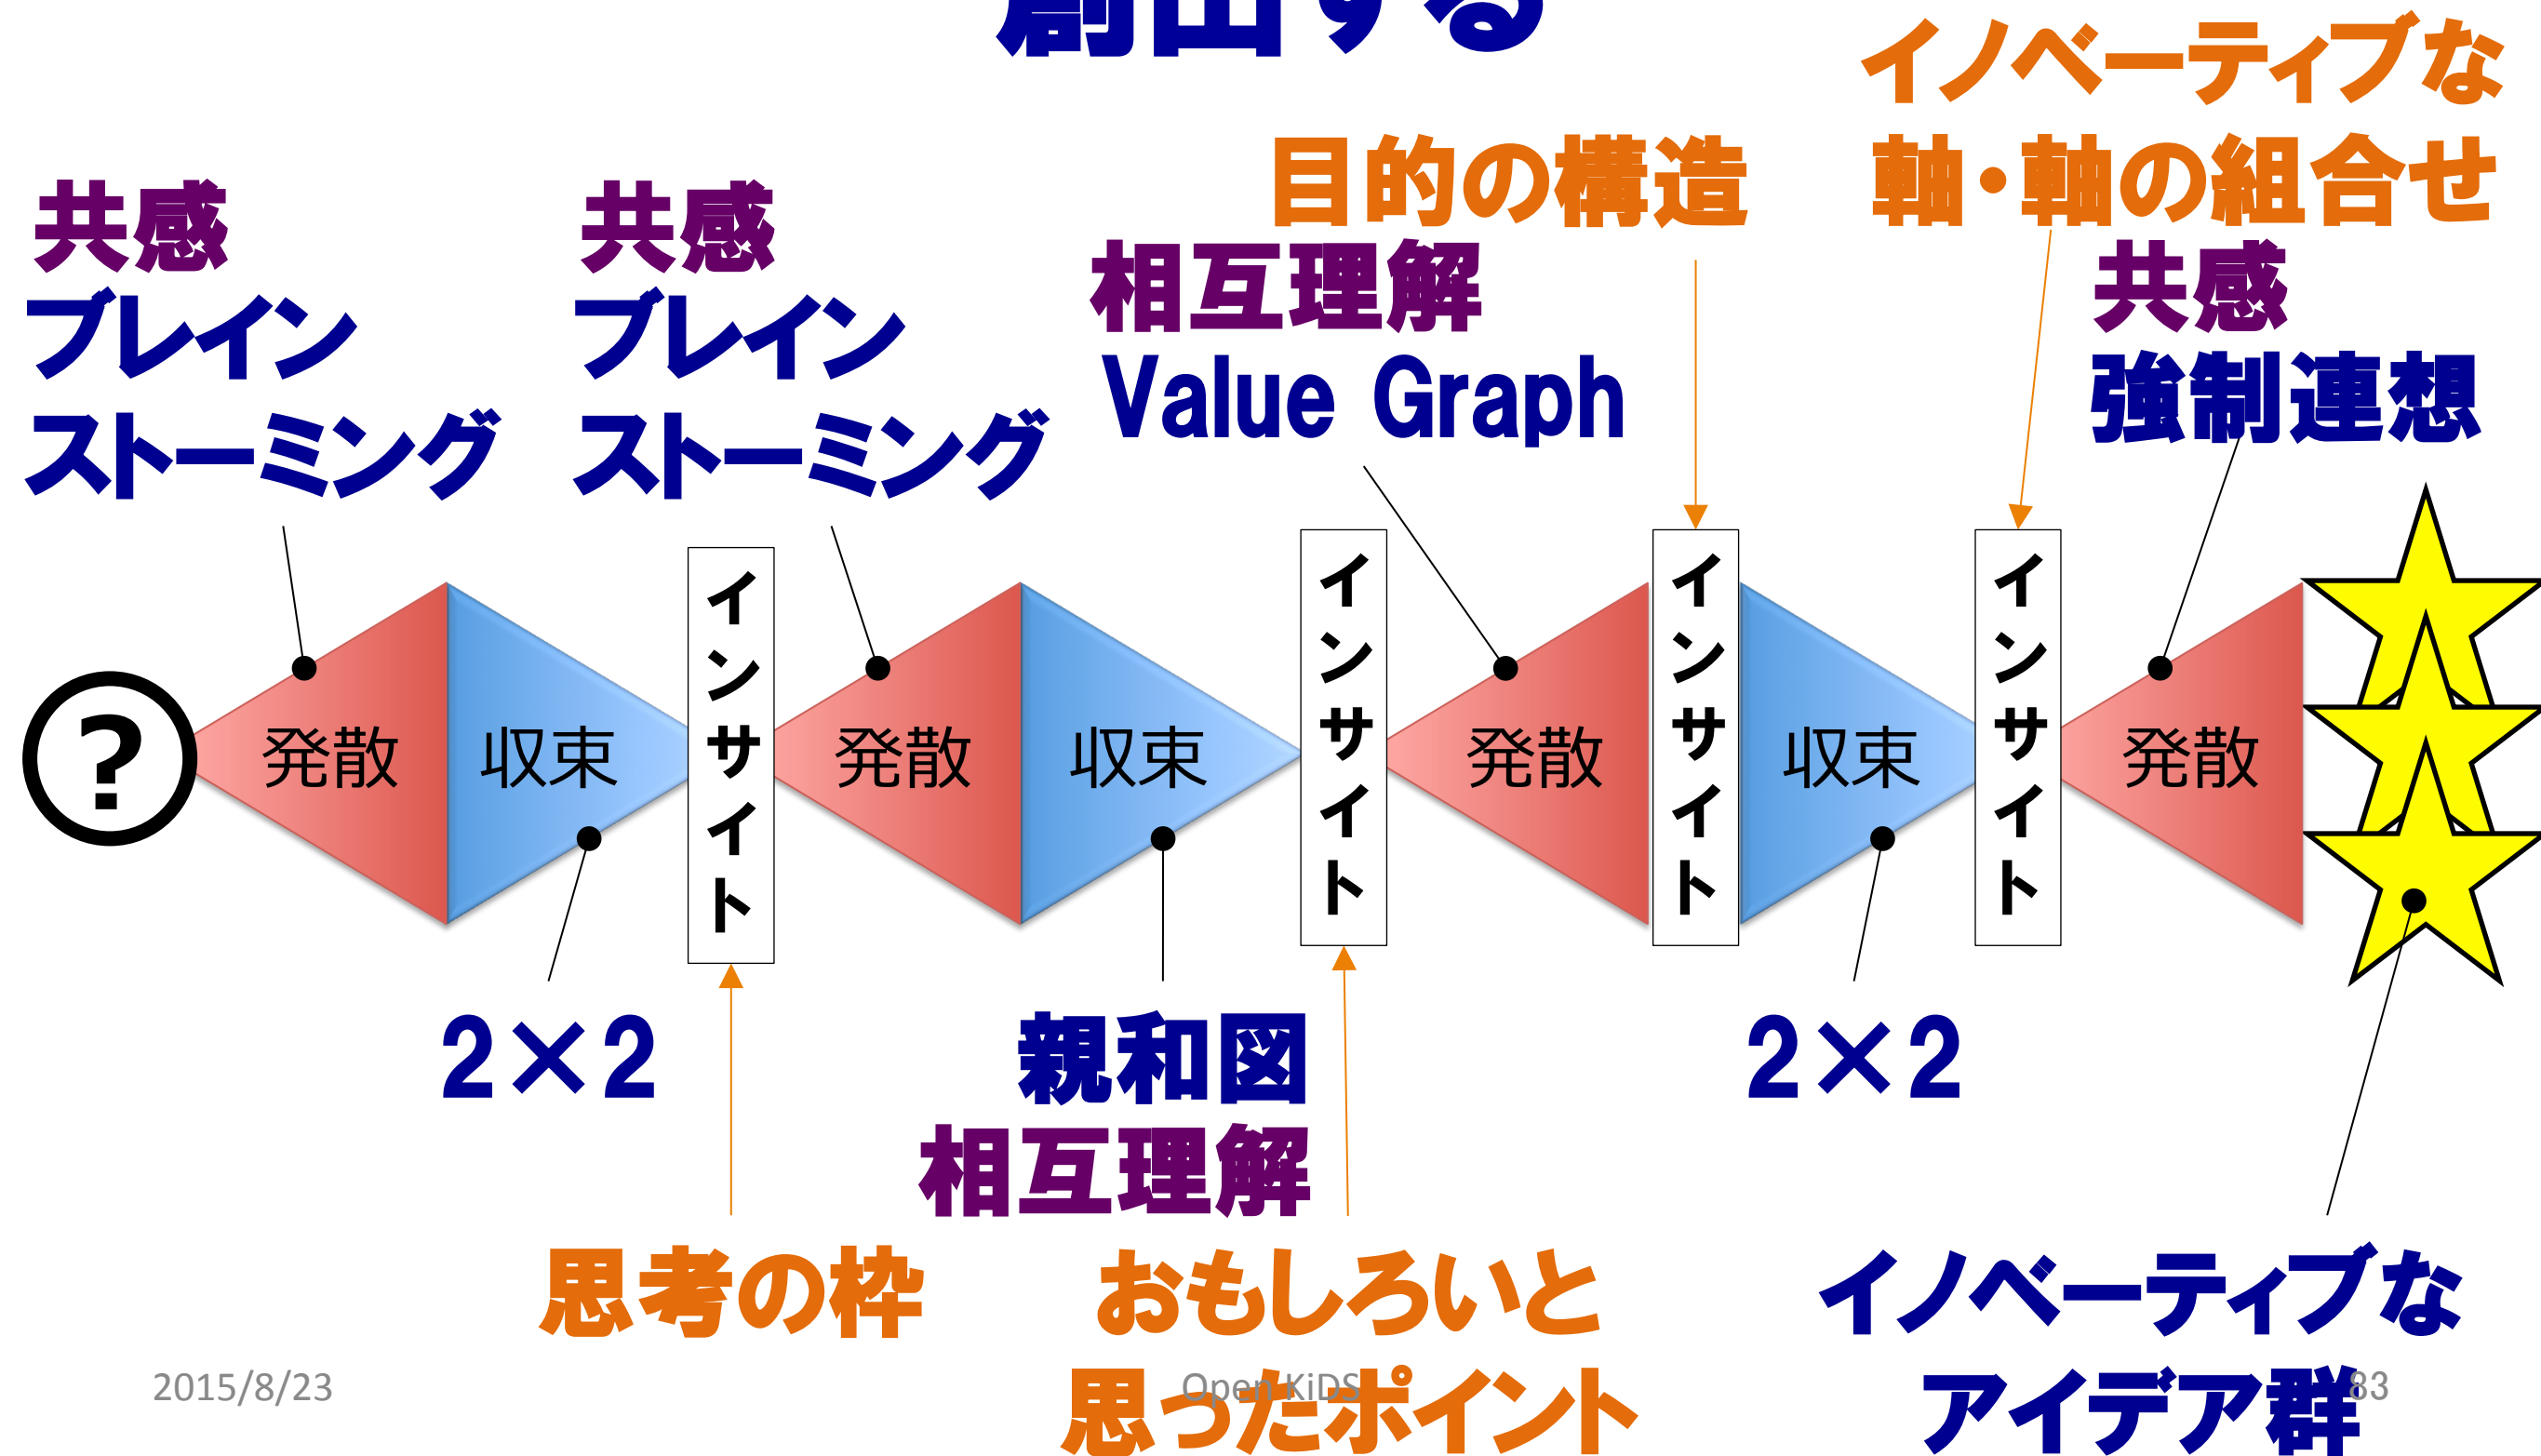 創出する
イノベーティブな
軸・軸の組合せ
目的の構造
共感
ブレイン
ストーミング
共感
ブレイン
ストーミング
相互理解
Value Graph
共感
強制連想
?
発散
収束
インサイト
発散
収束
インサイト
発散
インサイト
収束
インサイト
発散
2×2
親和図
相互理解
2×2
思考の枠
おもしろいと
思ったポイント
イノベーティブな
アイデア群
2015/8/23
Open KiDS
83